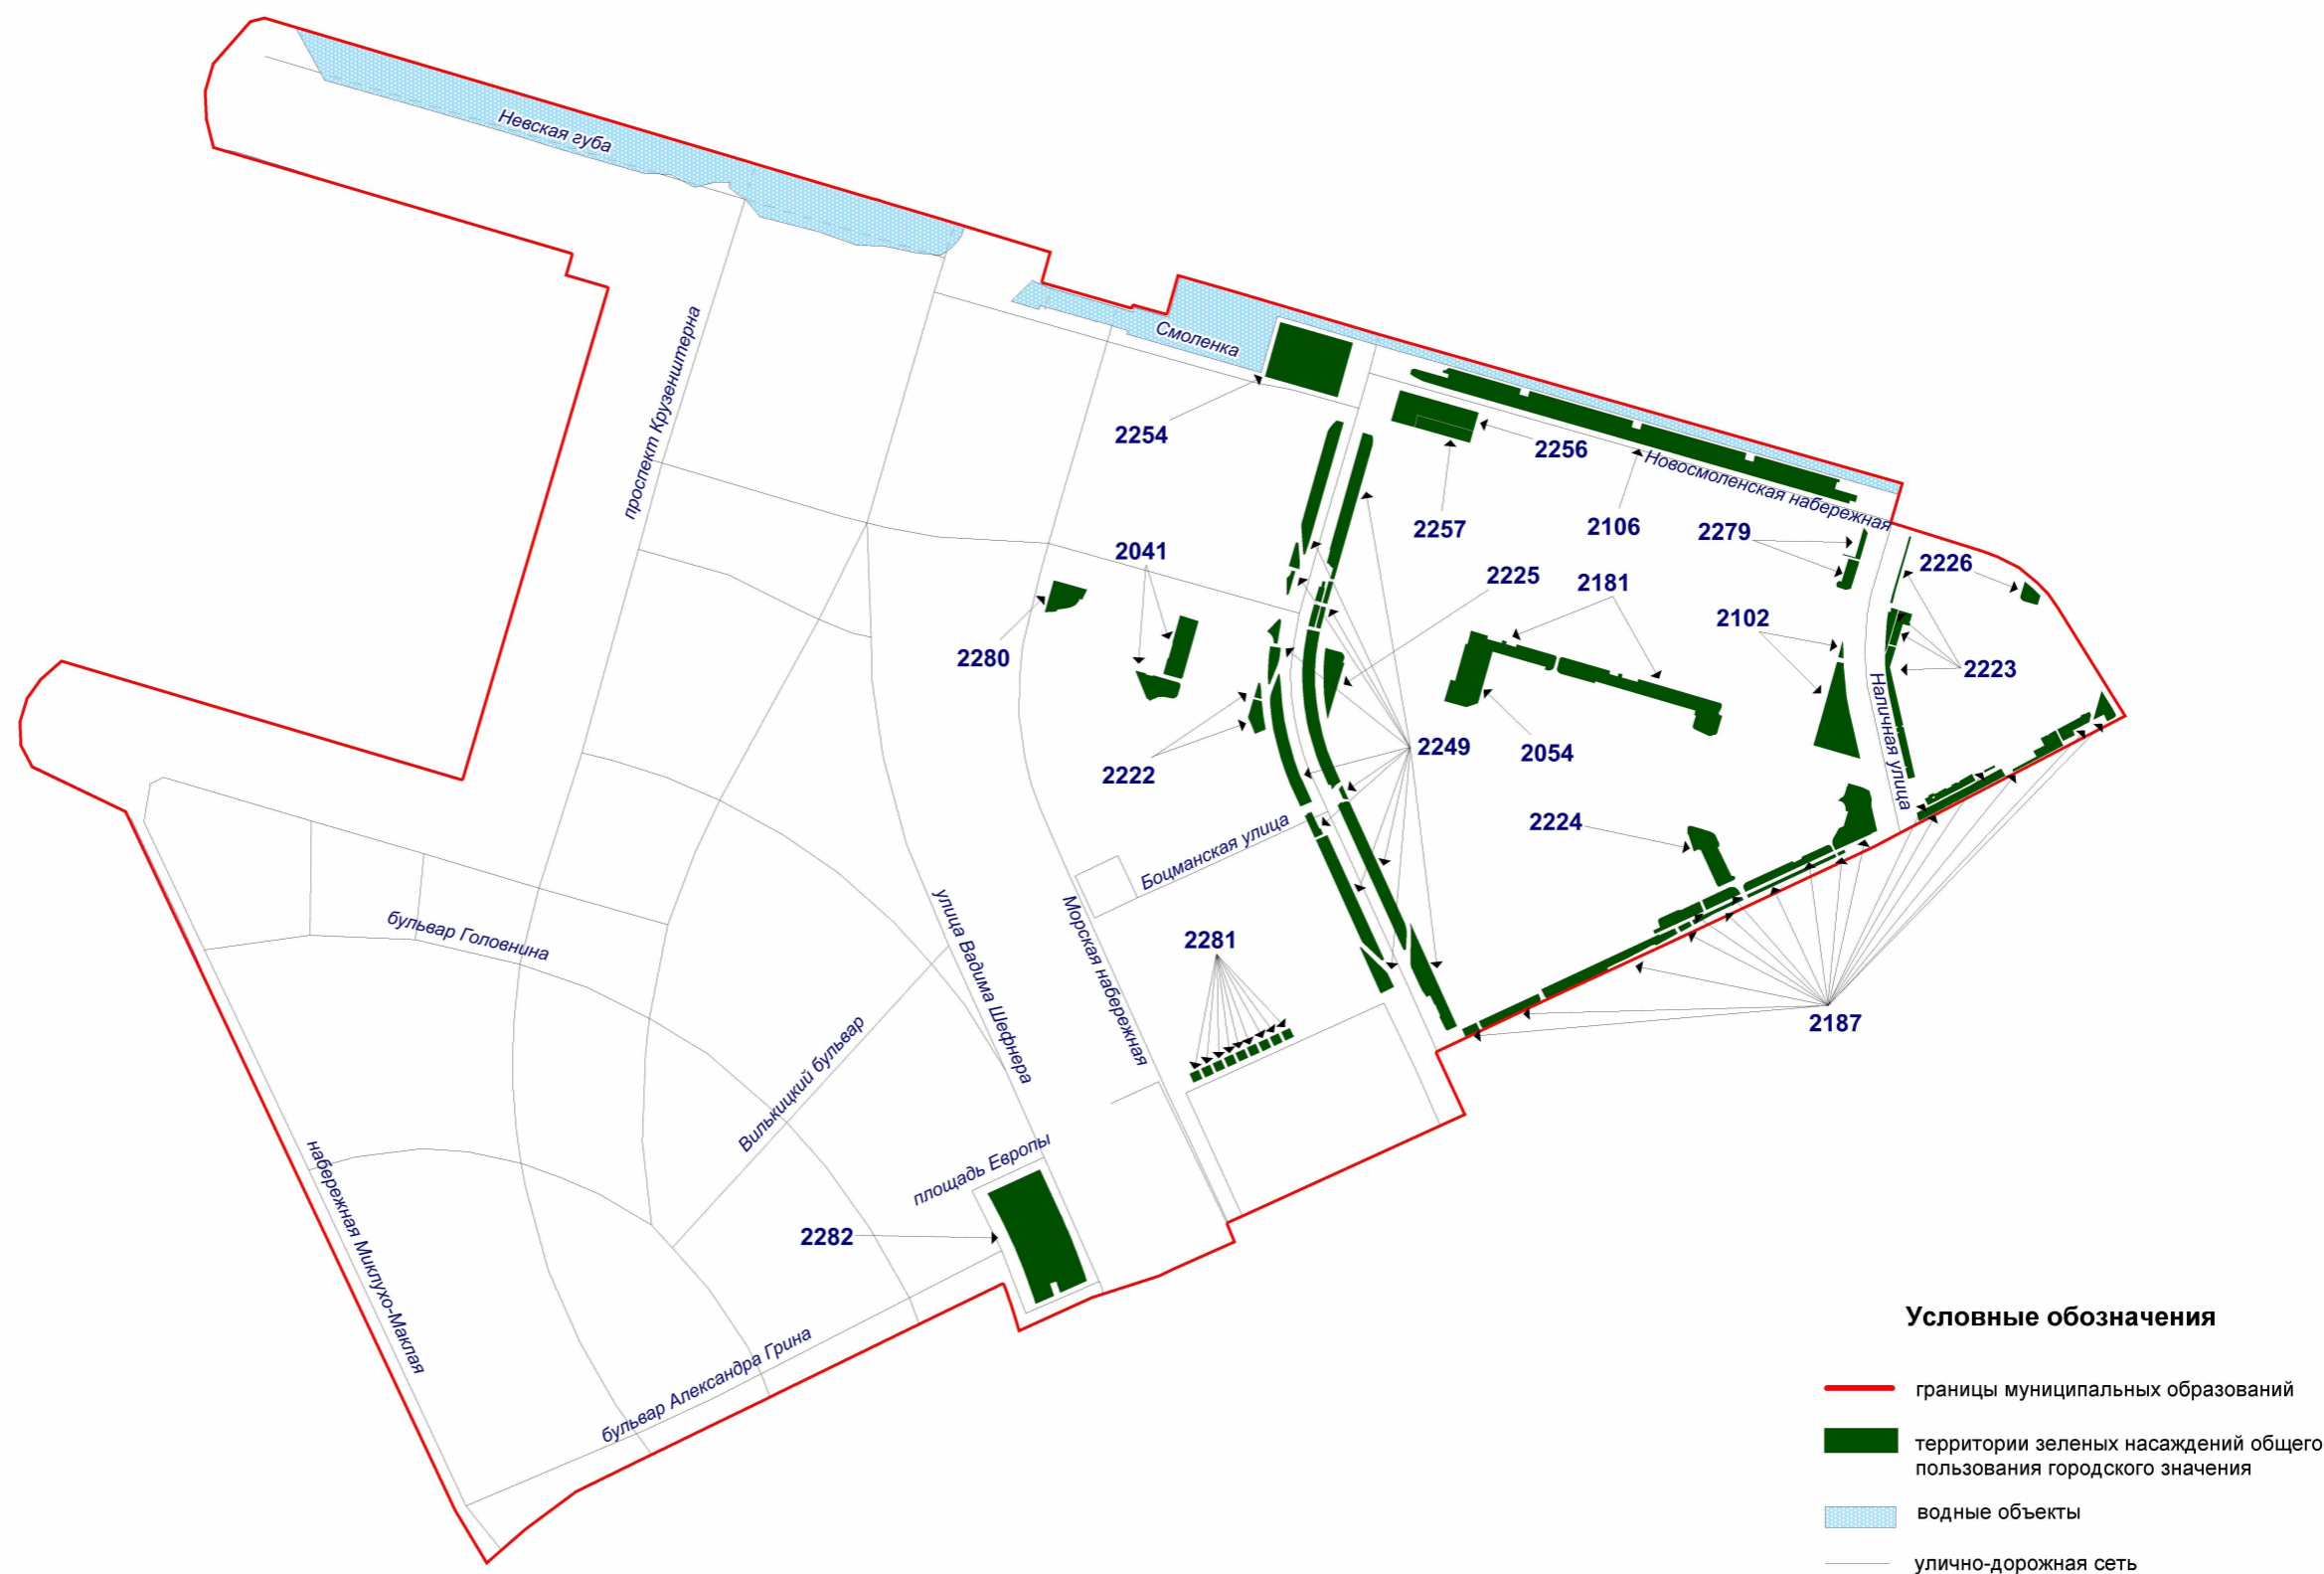 Невская губа
проспект Крузенштерна
Смоленка
2254
2256
Новосмоленская набережная
2257
2106
2279
2041
2226
2225
2181
2102
2280
2223
Наличная улица
2249
2054
2222
2224
Боцманская улица
улица Вадима Шефнера
Морская набережная
бульвар Головнина
2281
2187
Вилькицкий бульвар
набережная Миклухо-Маклая
площадь Европы
2282
бульвар Александра Грина
Условные обозначения
границы муниципальных образований
территории зеленых насаждений общего
пользования городского значения
водные объекты
улично-дорожная сеть